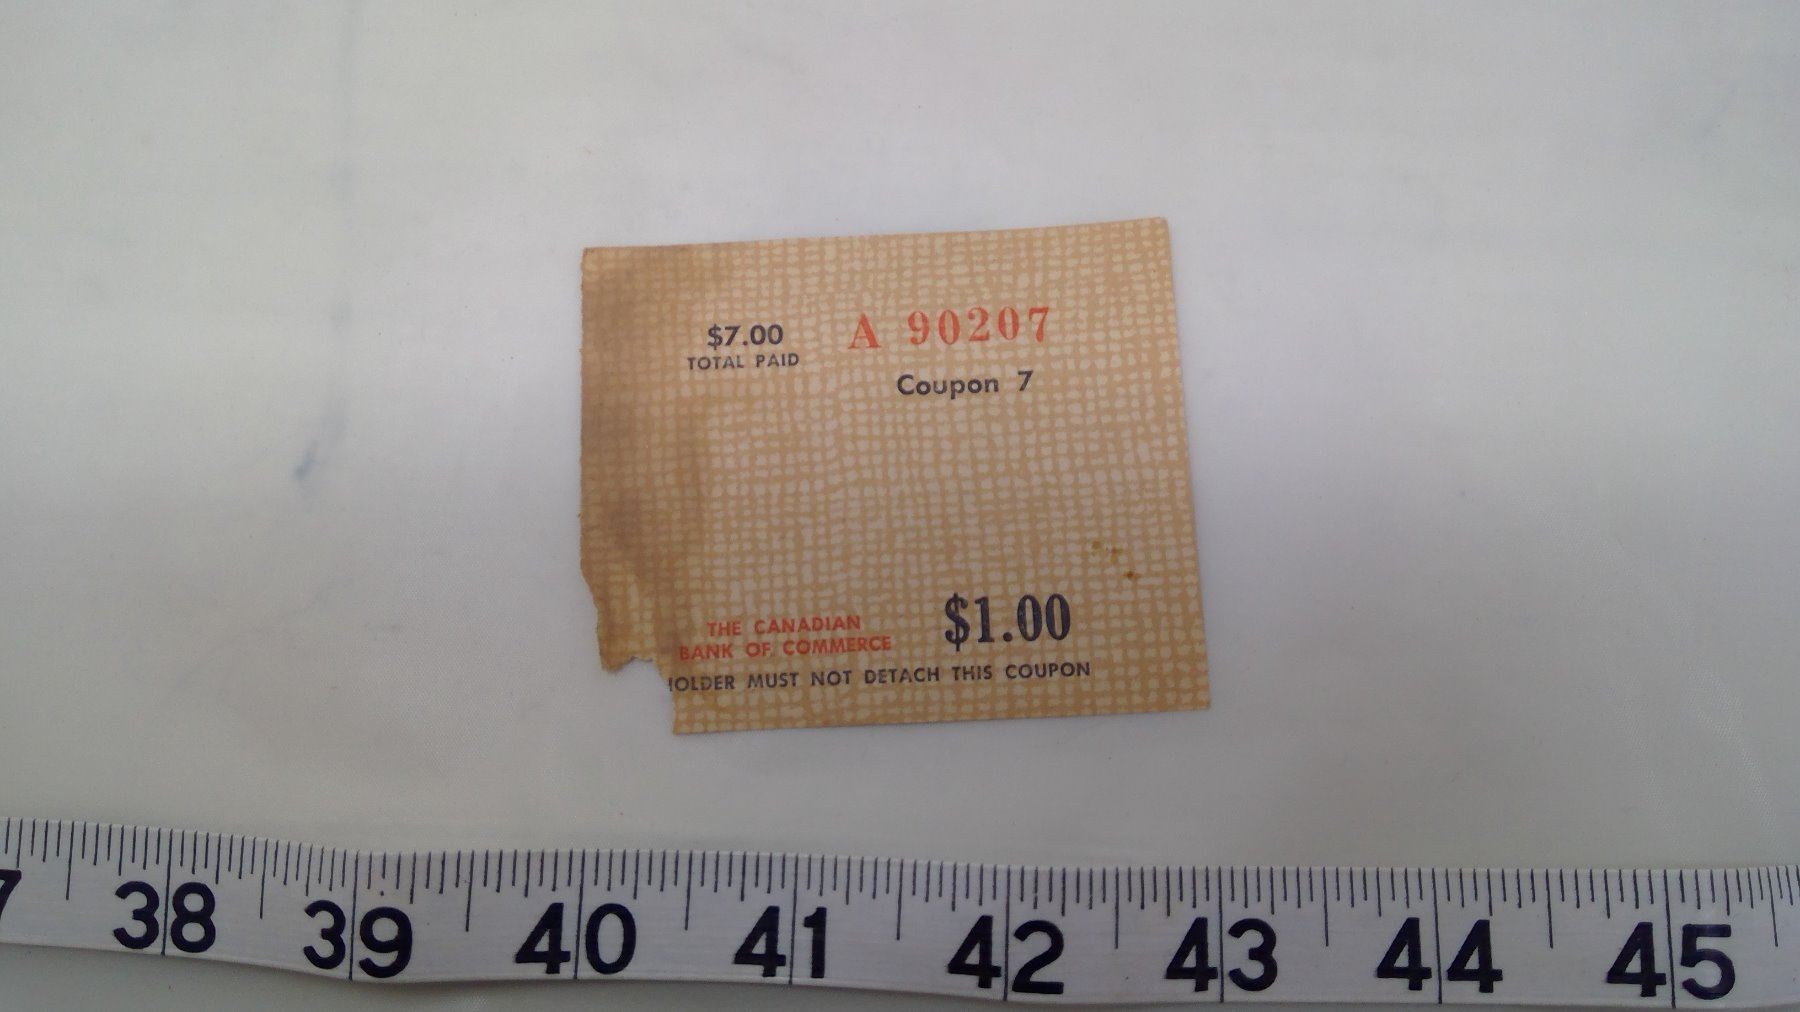 $7.00 A 90207
TOTAL PAID
Coupon 7
THE CANADIAN
BANK OF COMMERCE
$1.00
HOLDER MUST NOT DETACH THIS COUPON
7 38 39 40 41 42 43 44 45